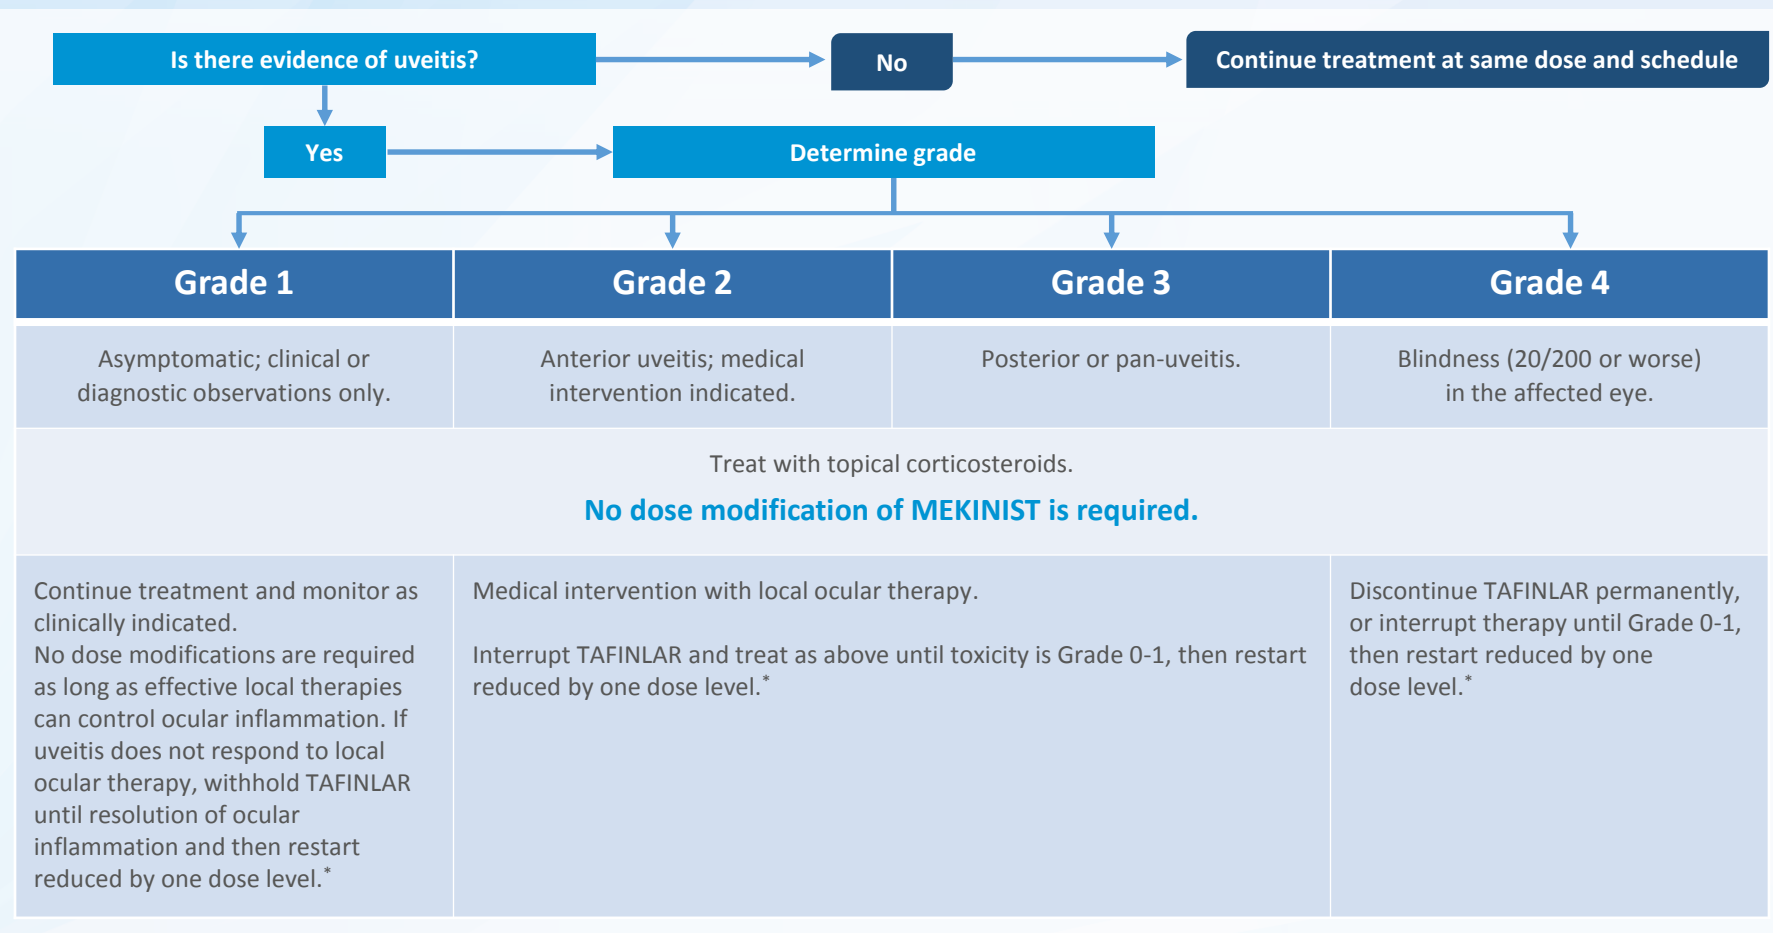 Is there evidence of uveitis?
No
Continue treatment at same dose and schedule
Yes
Determine grade
Grade 1
Grade 2
Grade 3
Grade 4
Asymptomatic; clinical or
diagnostic observations only.
Anterior uveitis; medical
intervention indicated.
Posterior or pan-uveitis.
Blindness (20/200 or worse)
in the affected eye.
Treat with topical corticosteroids.
No dose modification of MEKINIST is required.
Continue treatment and monitor as
clinically indicated.
No dose modifications are required
as long as effective local therapies
can control ocular inflammation. If
uveitis does not respond to local
ocular therapy, withhold TAFINLAR
until resolution of ocular
inflammation and then restart
reduced by one dose level.*
Medical intervention with local ocular therapy.
Interrupt TAFINLAR and treat as above until toxicity is Grade 0-1, then restart
reduced by one dose level.*
Discontinue TAFINLAR permanently,
or interrupt therapy until Grade 0-1,
then restart reduced by one
dose level.*